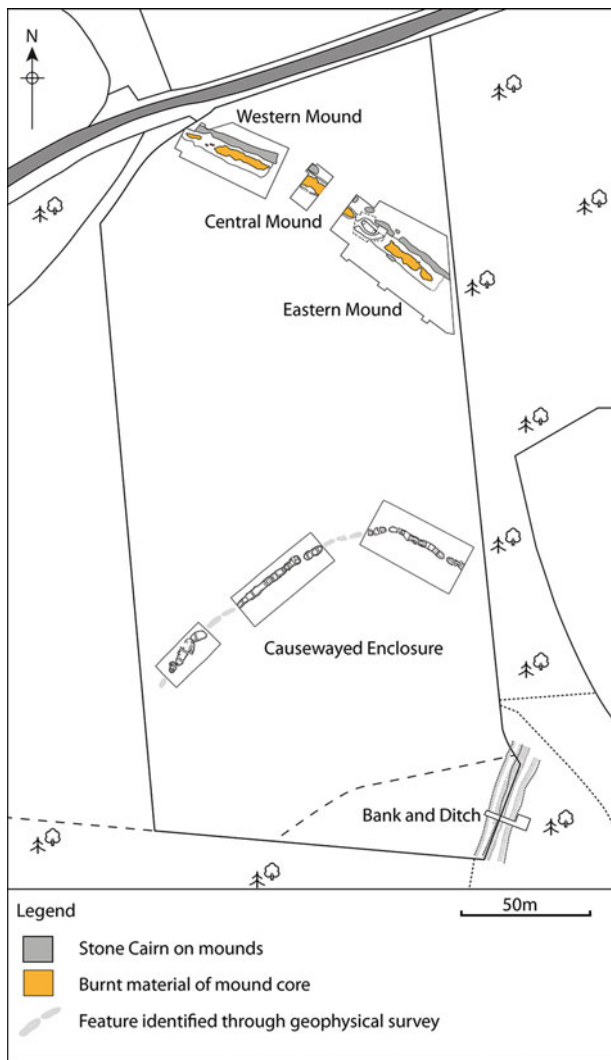 N
Western Mound
Central Mound
Eastern Mound
Causewayed Enclosure
Bank and Ditch
Legend
50m
Stone Cairn on mounds
Burnt material of mound core
Feature identified through geophysical survey